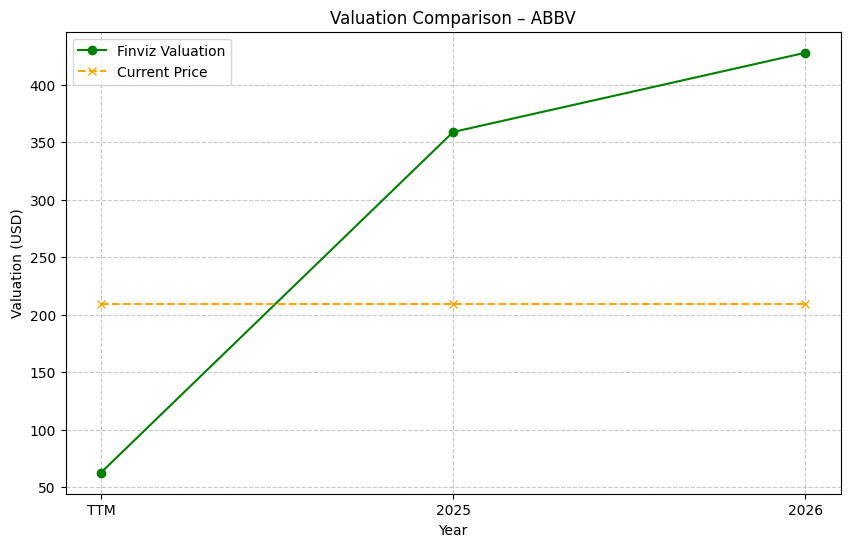 Valuation Comparison – ABBV
Finviz Valuation
Current Price
Valuation (USD)
400
350
300
250
200
150
100
50
TTM
2025
2026
Year